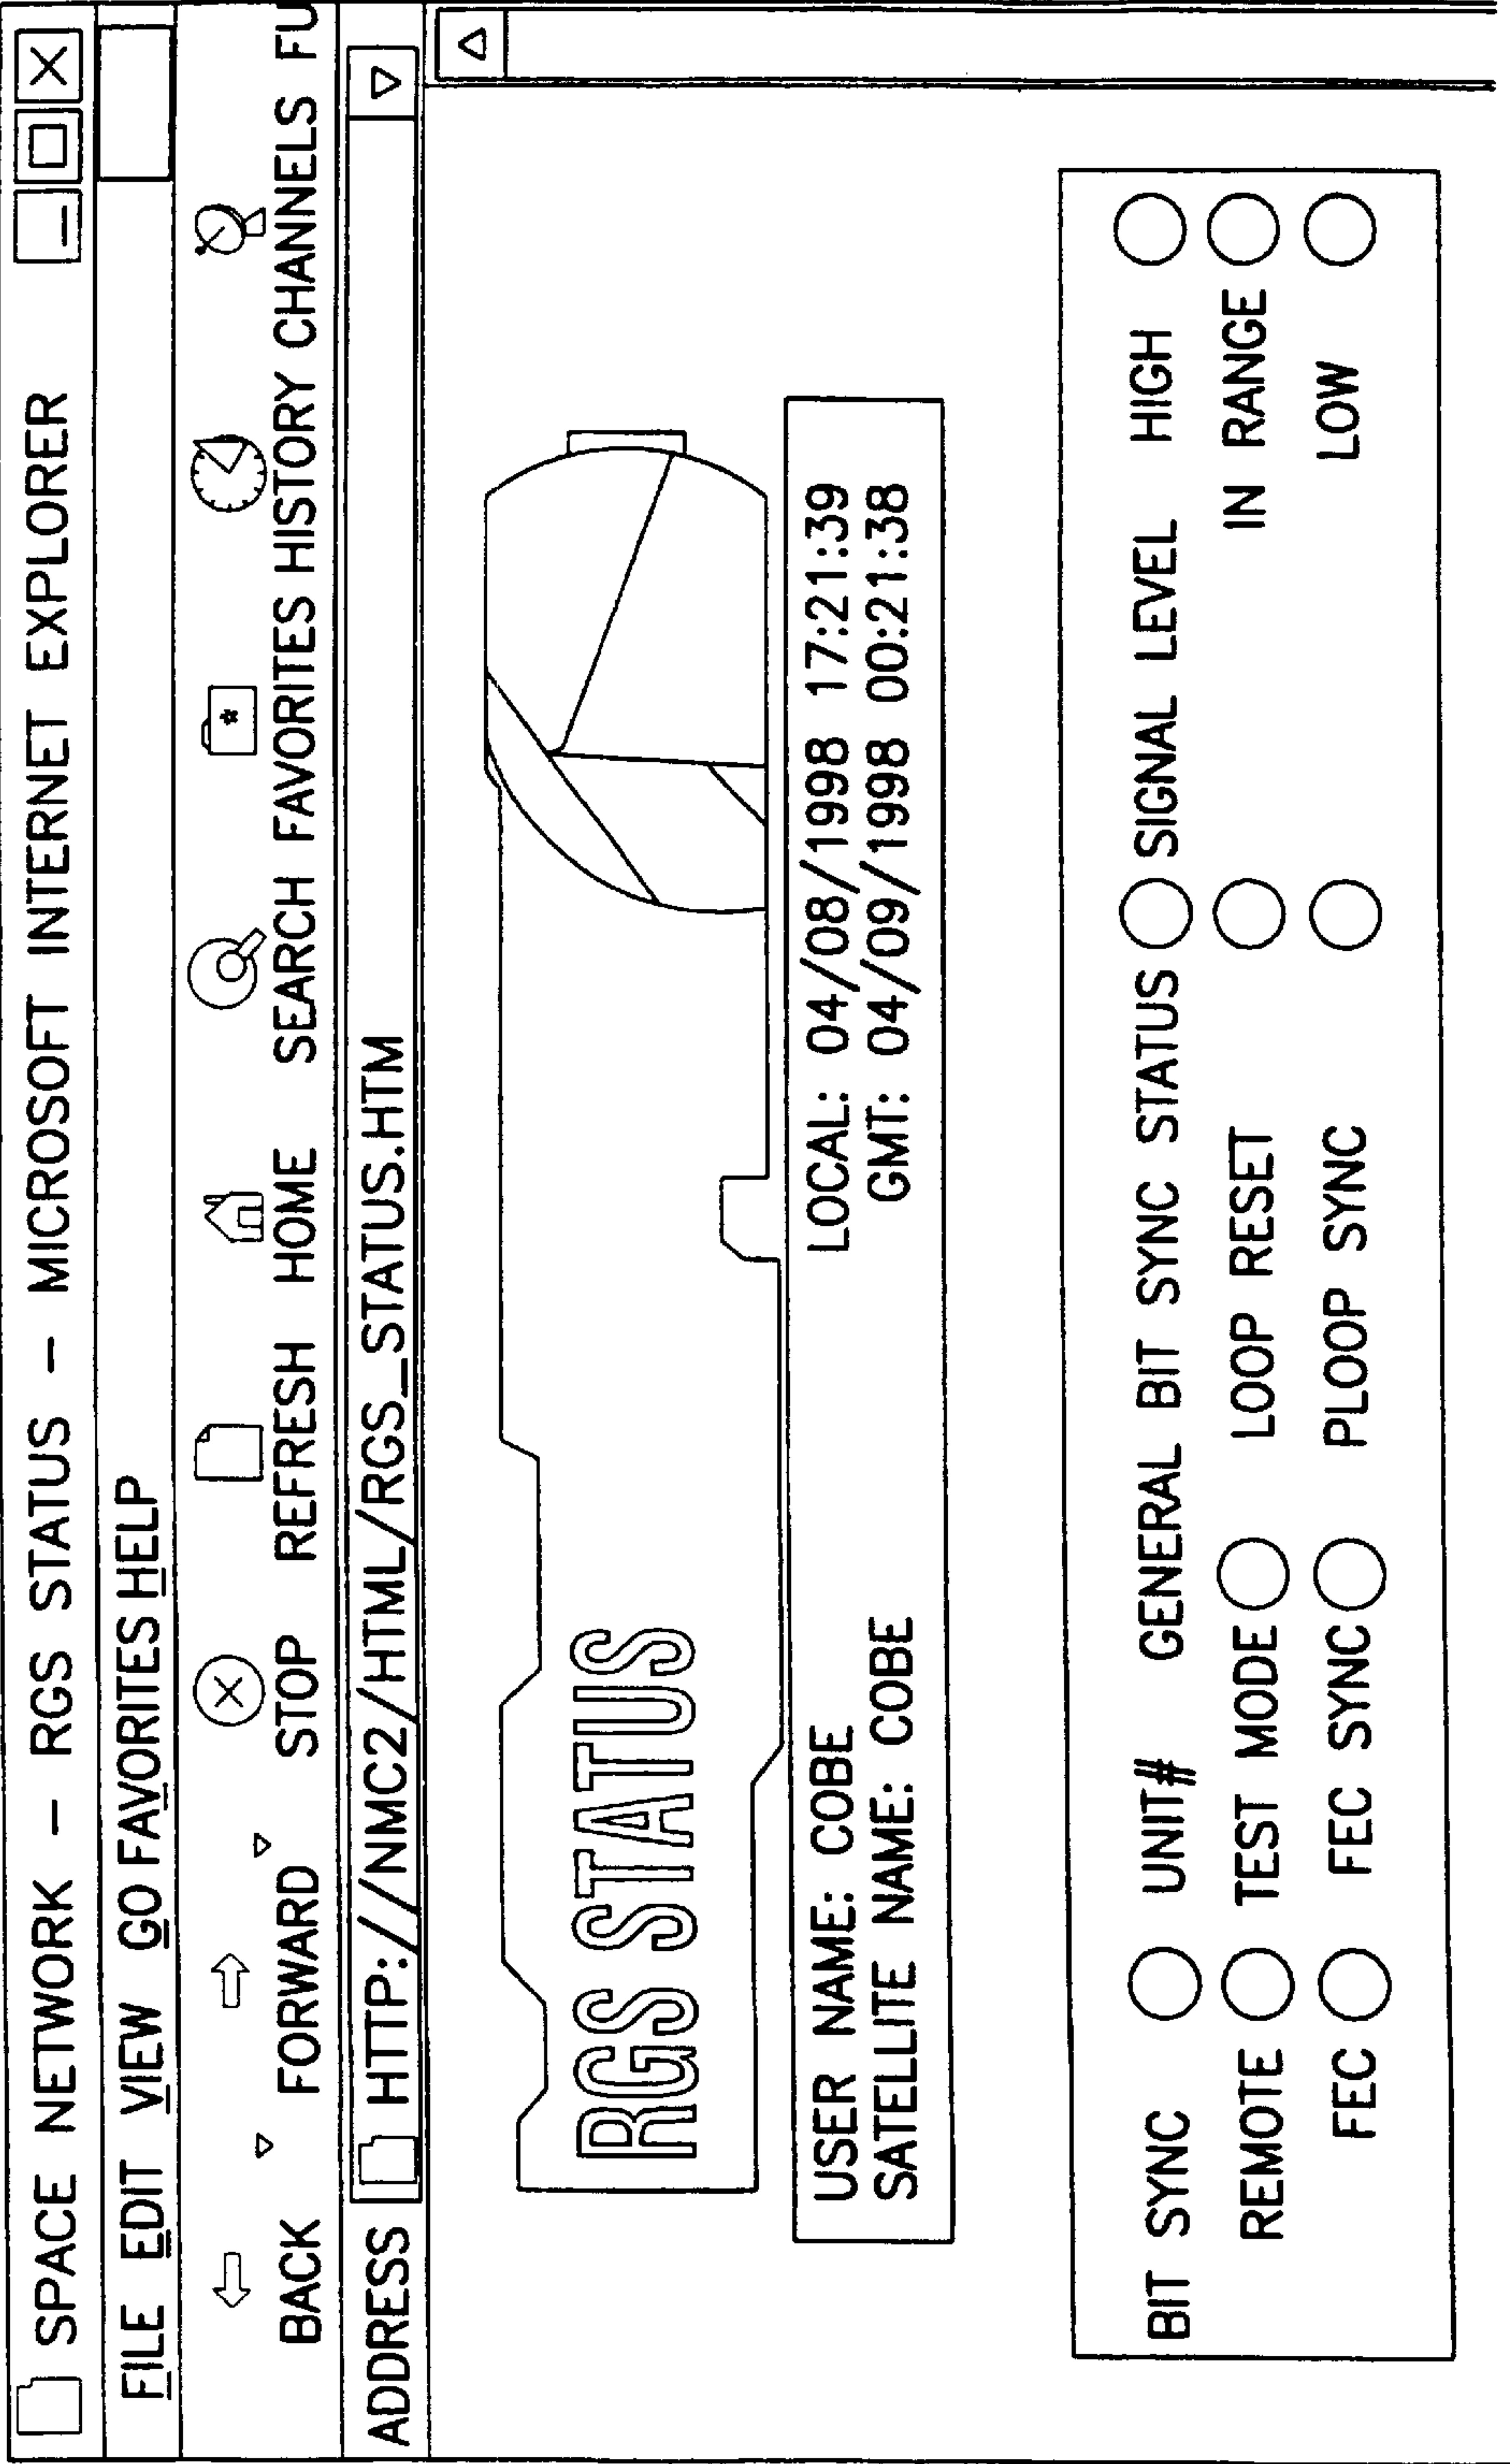 SPACE NETWORK – RGS STATUS – MICROSOFT INTERNET EXPLORER
FILE EDIT VIEW GO FAVORITES HELP
BACK FORWARD STOP REFRESH HOME SEARCH FAVORITES HISTORY CHANNELS FU
ADDRESS HTTP://NMC2/HTML/RGS_STATUS.HTM
RGS STATUS
USER NAME: COBE LOCAL: 04/08/1998 17:21:39
SATELLITE NAME: COBE GMT: 04/09/1998 00:21:38
BIT SYNC UNIT# GENERAL BIT SYNC STATUS SIGNAL LEVEL HIGH
REMOTE TEST MODE LOOP RESET IN RANGE
FEC FEC SYNC PLOOP SYNC LOW